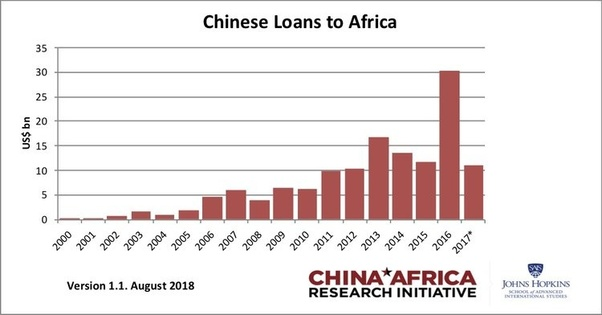 Chinese Loans to Africa
35
30
25
20
15
10
5
0
US$ bn
2000 2001 2002 2003 2004 2005 2006 2007 2008 2009 2010 2011 2012 2013 2014 2015 2016 2017*
Version 1.1. August 2018
CHINA★AFRICA
RESEARCH INITIATIVE
SAIS
JOHNS HOPKINS
SCHOOL of ADVANCED
INTERNATIONAL STUDIES